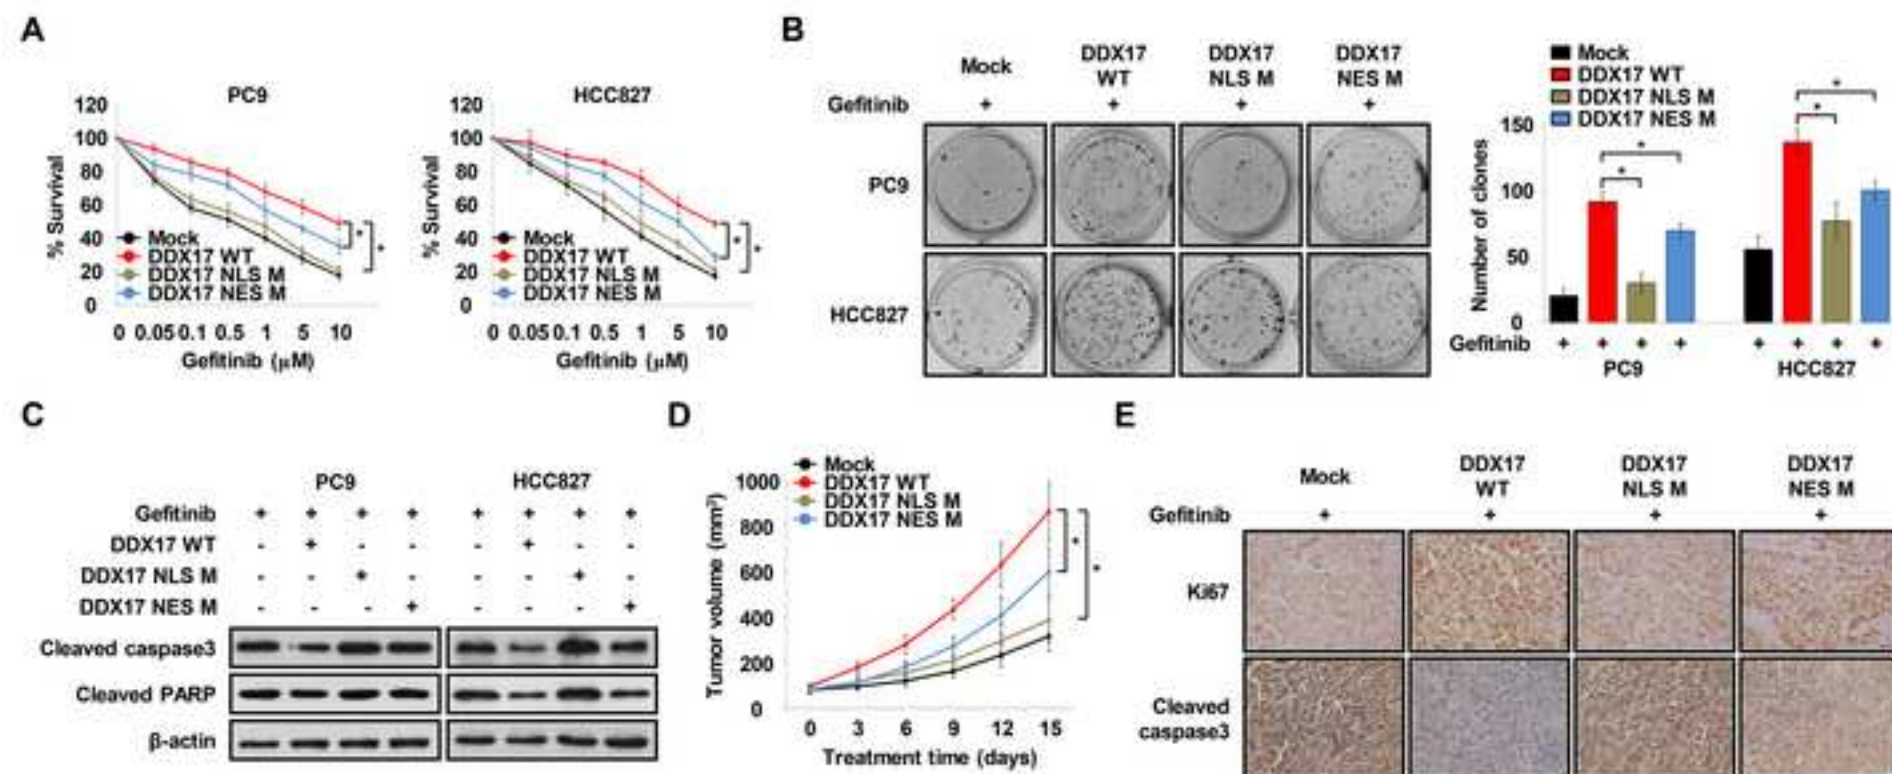 A
PC9
% Survival
120
100
80
60
40
20
0
Mock
DDX17 WT
DDX17 NLS M
DDX17 NES M
* *
0 0.05 0.1 0.5 1 5 10
Gefitinib (μM)
HCC827
% Survival
120
100
80
60
40
20
0
Mock
DDX17 WT
DDX17 NLS M
DDX17 NES M
* *
0 0.05 0.1 0.5 1 5 10
Gefitinib (μM)
B
Mock
DDX17 WT
DDX17 NLS M
DDX17 NES M
Gefitinib + + + +
PC9
HCC827
Mock
DDX17 WT
DDX17 NLS M
DDX17 NES M
Number of clones
150
100
50
0
* *
* *
Gefitinib + + + + + + + +
PC9 HCC827
C
PC9 HCC827
Gefitinib + + + + + + + +
DDX17 WT - + - - - + - -
DDX17 NLS M - - + - - - + -
DDX17 NES M - - - + - - - +
Cleaved caspase3
Cleaved PARP
β-actin
D
Mock
DDX17 WT
DDX17 NLS M
DDX17 NES M
Tumor volume (mm³)
1000
800
600
400
200
0
* *
0 3 6 9 12 15
Treatment time (days)
E
Mock
DDX17 WT
DDX17 NLS M
DDX17 NES M
Gefitinib + + + +
Ki67
Cleaved
caspase3